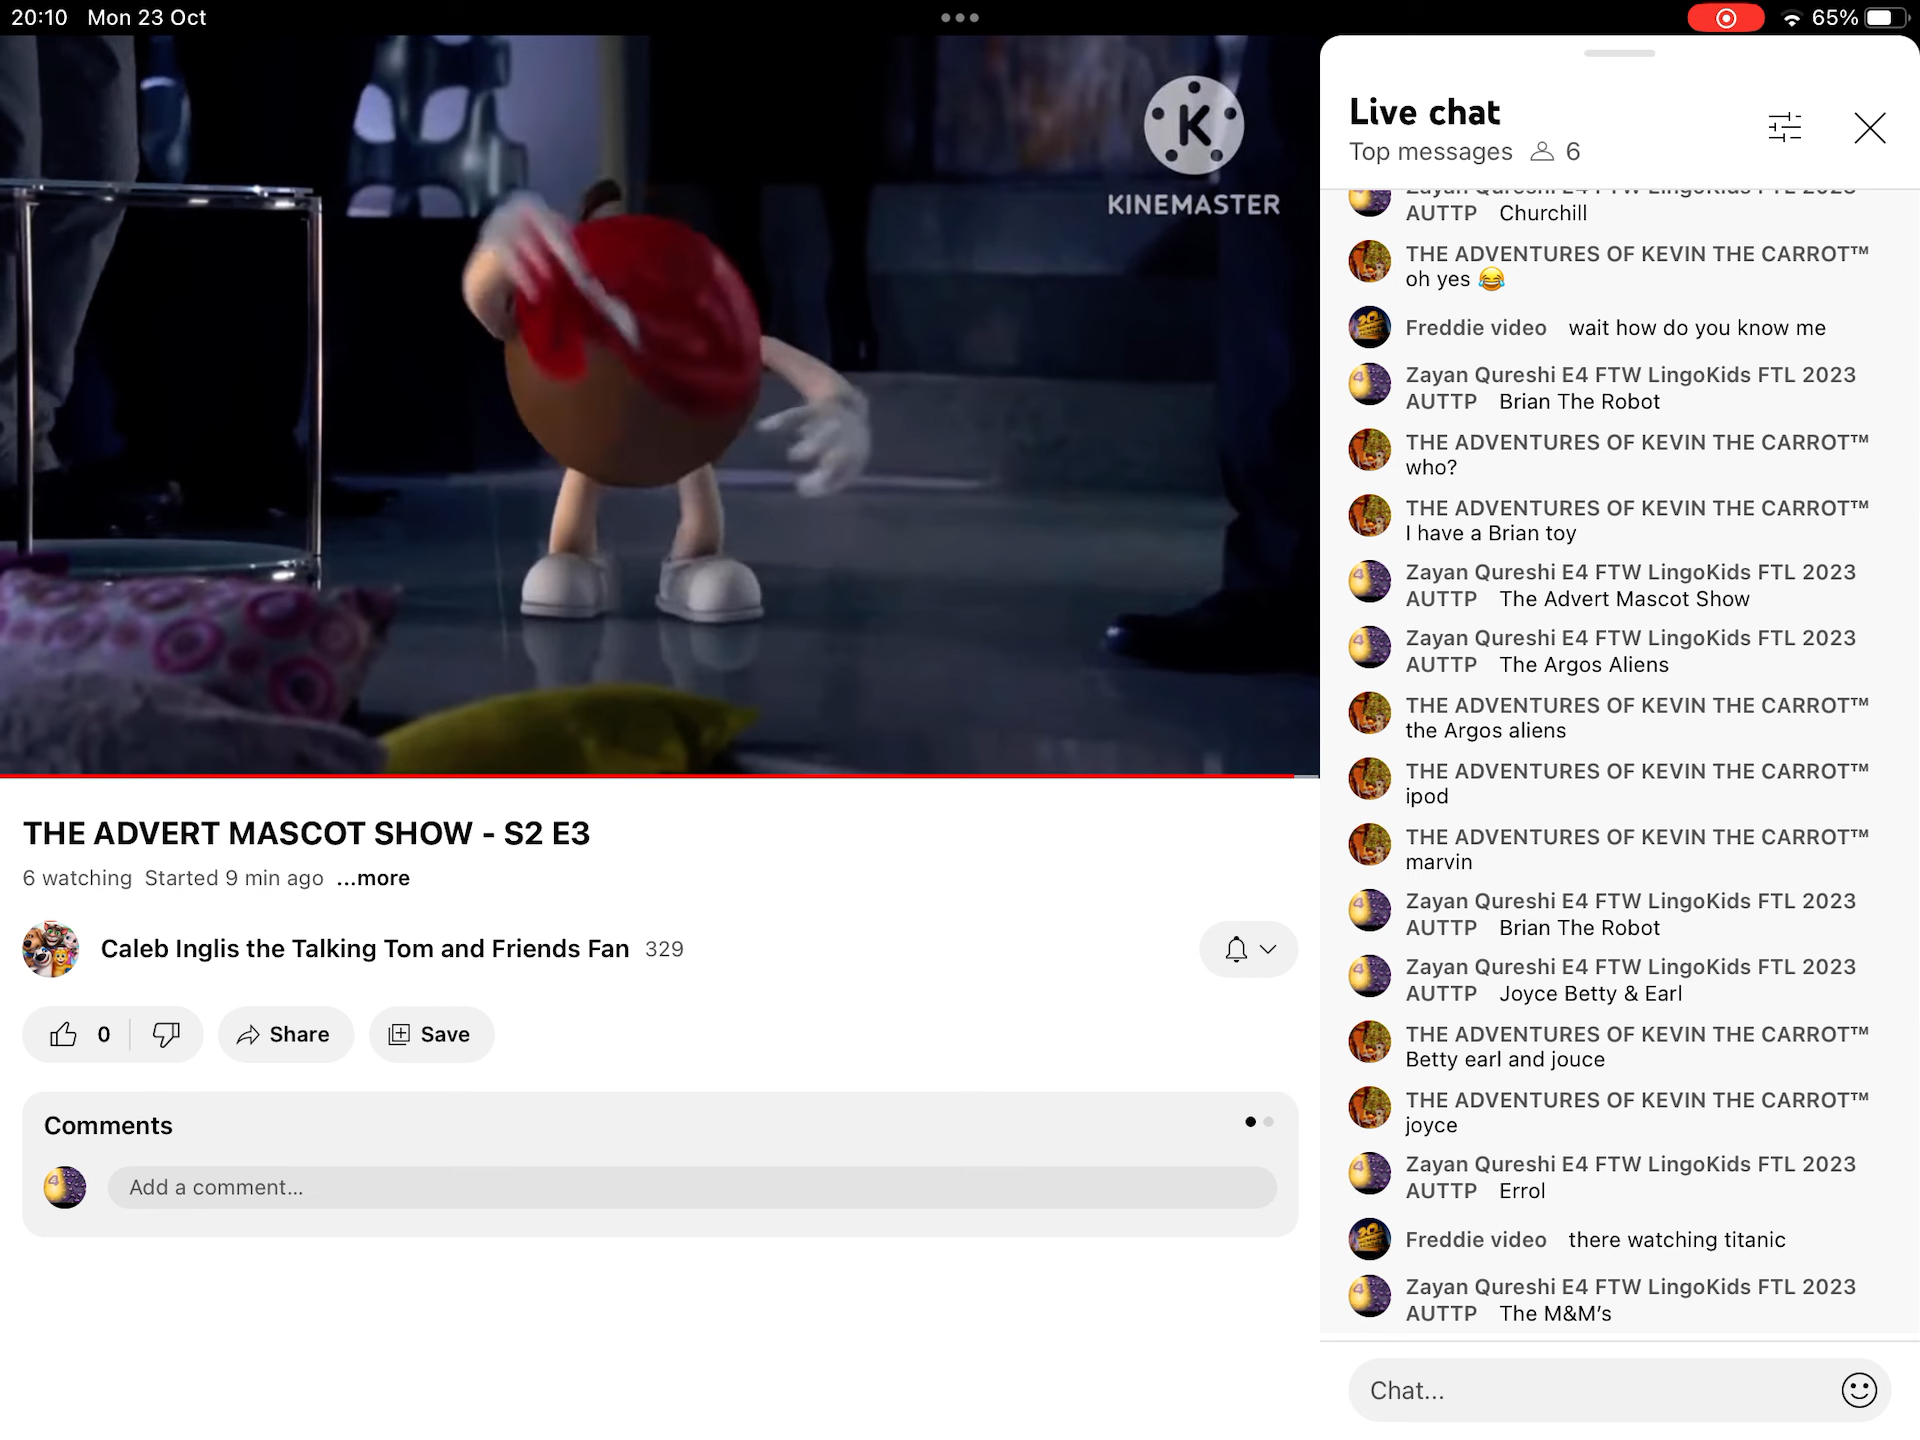 20:10 Mon 23 Oct
65%
K
KINEMASTER
THE ADVERT MASCOT SHOW - S2 E3
6 watching Started 9 min ago ...more
Caleb Inglis the Talking Tom and Friends Fan 329
0 Share Save
Comments
Add a comment...
Live chat
Top messages 6
Zayan Qureshi E4 FTW LingoKids FTL 2023
AUTTP Churchill
THE ADVENTURES OF KEVIN THE CARROT™
oh yes 😂
Freddie video wait how do you know me
Zayan Qureshi E4 FTW LingoKids FTL 2023
AUTTP Brian The Robot
THE ADVENTURES OF KEVIN THE CARROT™
who?
THE ADVENTURES OF KEVIN THE CARROT™
I have a Brian toy
Zayan Qureshi E4 FTW LingoKids FTL 2023
AUTTP The Advert Mascot Show
Zayan Qureshi E4 FTW LingoKids FTL 2023
AUTTP The Argos Aliens
THE ADVENTURES OF KEVIN THE CARROT™
the Argos aliens
THE ADVENTURES OF KEVIN THE CARROT™
ipod
THE ADVENTURES OF KEVIN THE CARROT™
marvin
Zayan Qureshi E4 FTW LingoKids FTL 2023
AUTTP Brian The Robot
Zayan Qureshi E4 FTW LingoKids FTL 2023
AUTTP Joyce Betty & Earl
THE ADVENTURES OF KEVIN THE CARROT™
Betty earl and jouce
THE ADVENTURES OF KEVIN THE CARROT™
joyce
Zayan Qureshi E4 FTW LingoKids FTL 2023
AUTTP Errol
Freddie video there watching titanic
Zayan Qureshi E4 FTW LingoKids FTL 2023
AUTTP The M&M's
Chat...